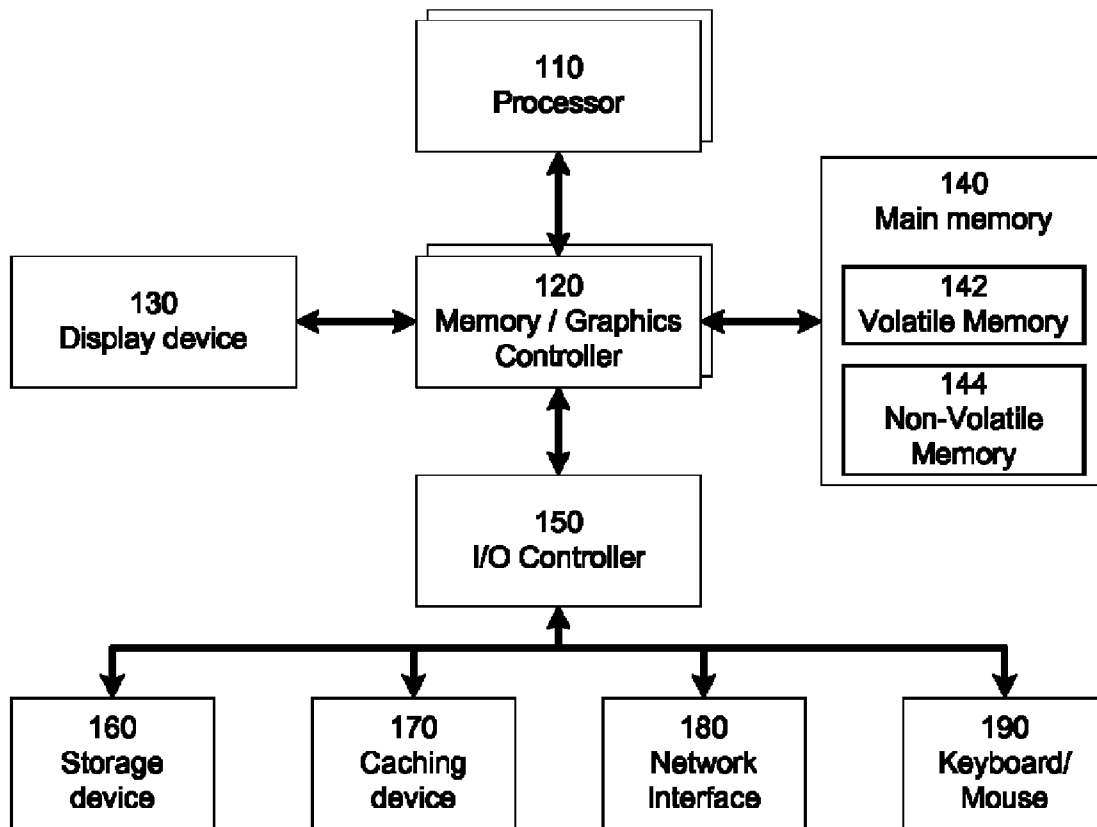 110
Processor
140
Main memory
130
Display device
120
Memory / Graphics
Controller
142
Volatile Memory
144
Non-Volatile
Memory
150
I/O Controller
160
Storage
device
170
Caching
device
180
Network
Interface
190
Keyboard/
Mouse